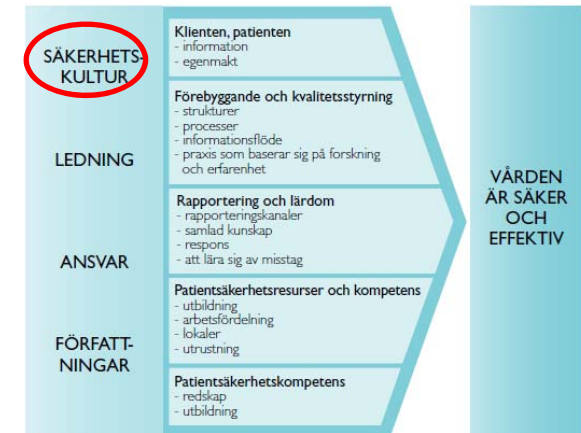 SÄKERHETS-
KULTUR
LEDNING
ANSVAR
FÖRFATT-
NINGAR
Klienten, patienten
- information
- egenmakt
Förebyggande och kvalitetsstyrning
- strukturer
- processer
- informationsflöde
- praxis som baserar sig på forskning
och erfarenhet
Rapportering och lärdom
- rapporteringskanaler
- samlad kunskap
- respons
- att lära sig av misstag
Patientsäkerhetsresurser och kompetens
- utbildning
- arbetsfördelning
- lokaler
- utrustning
Patientsäkerhetskompetens
- redskap
- utbildning
VÅRDEN
ÄR SÄKER
OCH
EFFEKTIV